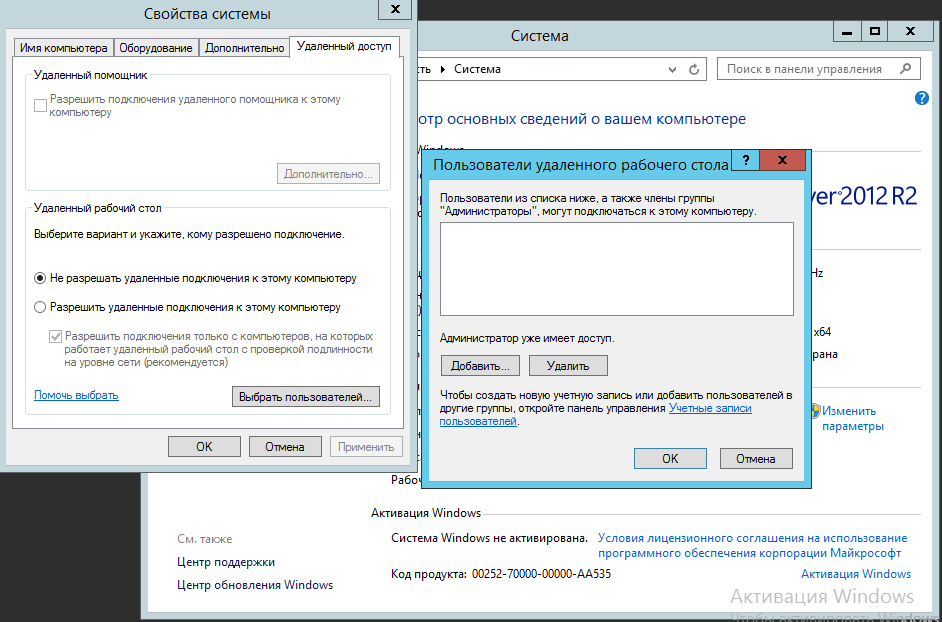 Свойства системы
Имя компьютера
Оборудование
Дополнительно
Удаленный доступ
Удаленный помощник
Разрешить подключения удаленного помощника к этому
компьютеру
Дополнительно...
Удаленный рабочий стол
Выберите вариант и укажите, кому разрешено подключение.
Не разрешать удаленные подключения к этому компьютеру
Разрешить удаленные подключения к этому компьютеру
Разрешить подключения только с компьютеров, на которых
работает удаленный рабочий стол с проверкой подлинности
на уровне сети (рекомендуется)
Помочь выбрать
Выбрать пользователей...
OK
Отмена
Применить
Система
Система
Поиск в панели управления
?
основных сведений о вашем компьютере
Пользователи удаленного рабочего стола
?
Пользователи из списка ниже, а также члены группы
"Администраторы", могут подключаться к этому компьютеру.
Администратор уже имеет доступ.
Добавить...
Удалить
Чтобы создать новую учетную запись или добавить пользователей в
другие группы, откройте панель управления Учетные записи
пользователей.
OK
Отмена
2012 R2
Hz
x64
Изменить
параметры
Активация Windows
Система Windows не активирована.
Условия лицензионного соглашения на использование
программного обеспечения корпорации Майкрософт
Код продукта: 00252-70000-00000-AA535
Активация Windows
См. также
Центр поддержки
Центр обновления Windows
Активация Windows